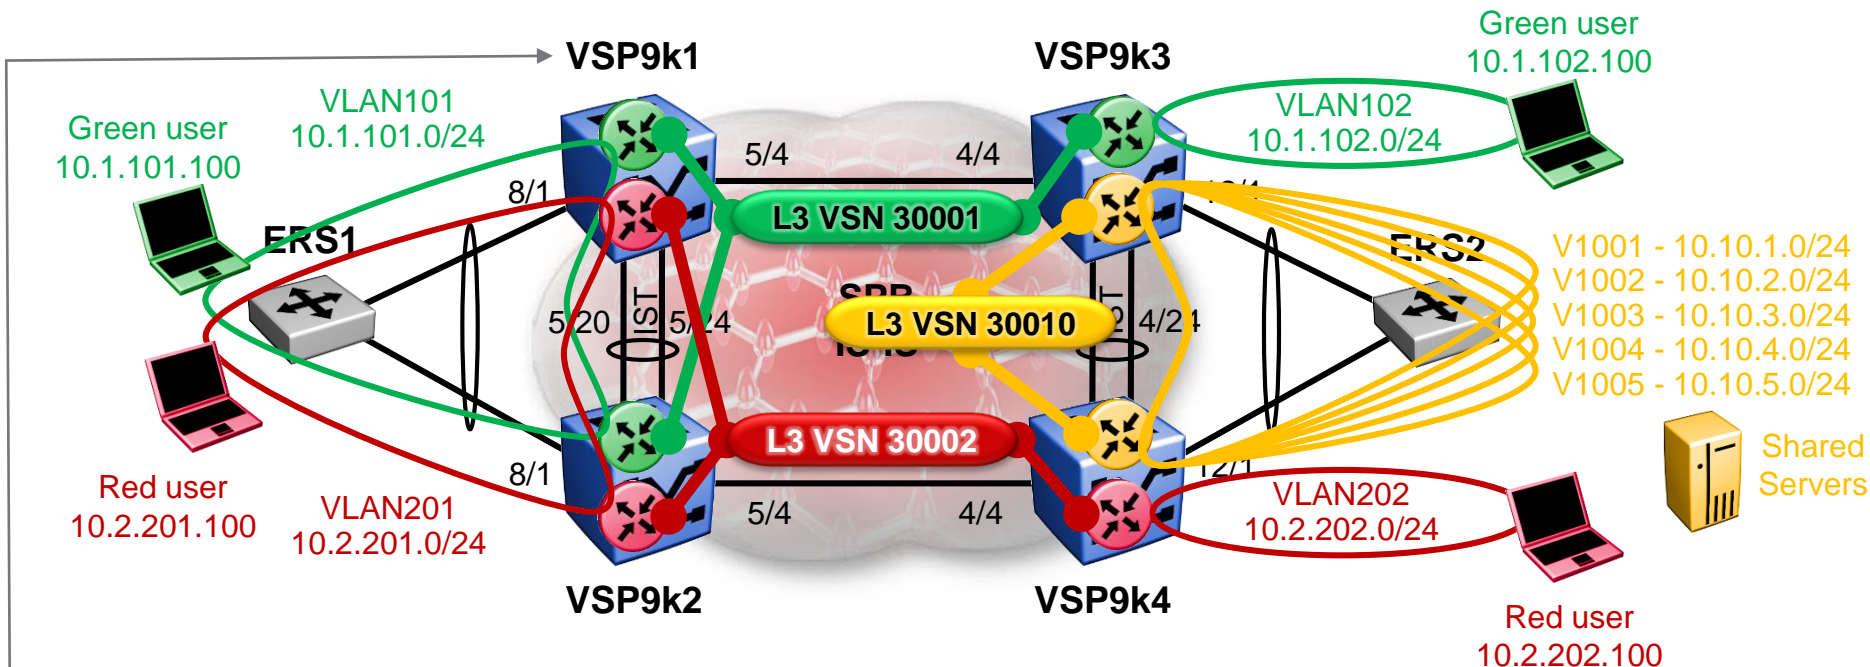 VSP9k1
VSP9k3
Green user
10.1.102.100
VLAN101
10.1.101.0/24
Green user
10.1.101.100
VLAN102
10.1.102.0/24
5/4
4/4
8/1
L3 VSN 30001
ERS1
ERS2
V1001 - 10.10.1.0/24
V1002 - 10.10.2.0/24
V1003 - 10.10.3.0/24
V1004 - 10.10.4.0/24
V1005 - 10.10.5.0/24
5/20
IST
5/24
L3 VSN 30010
4/24
L3 VSN 30002
Shared
Servers
8/1
12/1
Red user
10.2.201.100
VLAN201
10.2.201.0/24
5/4
4/4
VLAN202
10.2.202.0/24
VSP9k2
VSP9k4
Red user
10.2.202.100